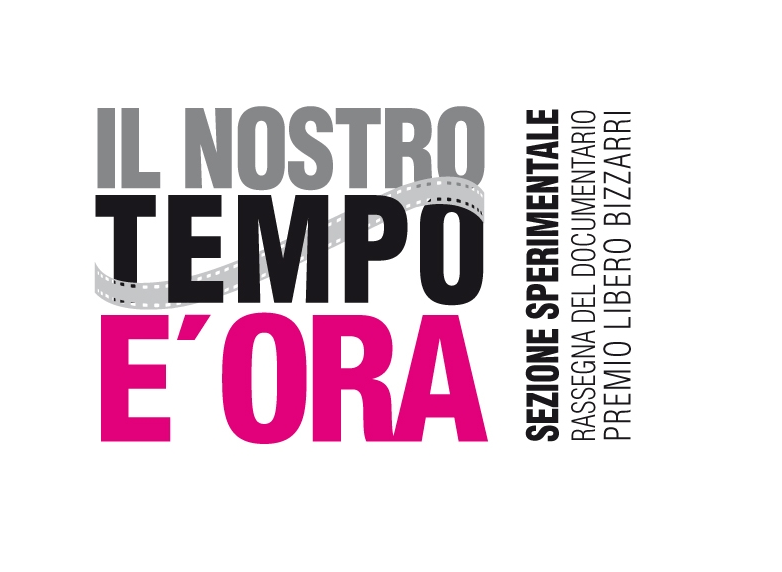 IL NOSTRO
TEMPO
E´ORA
SEZIONE SPERIMENTALE
RASSEGNA DEL DOCUMENTARIO
PREMIO LIBERO BIZZARRI